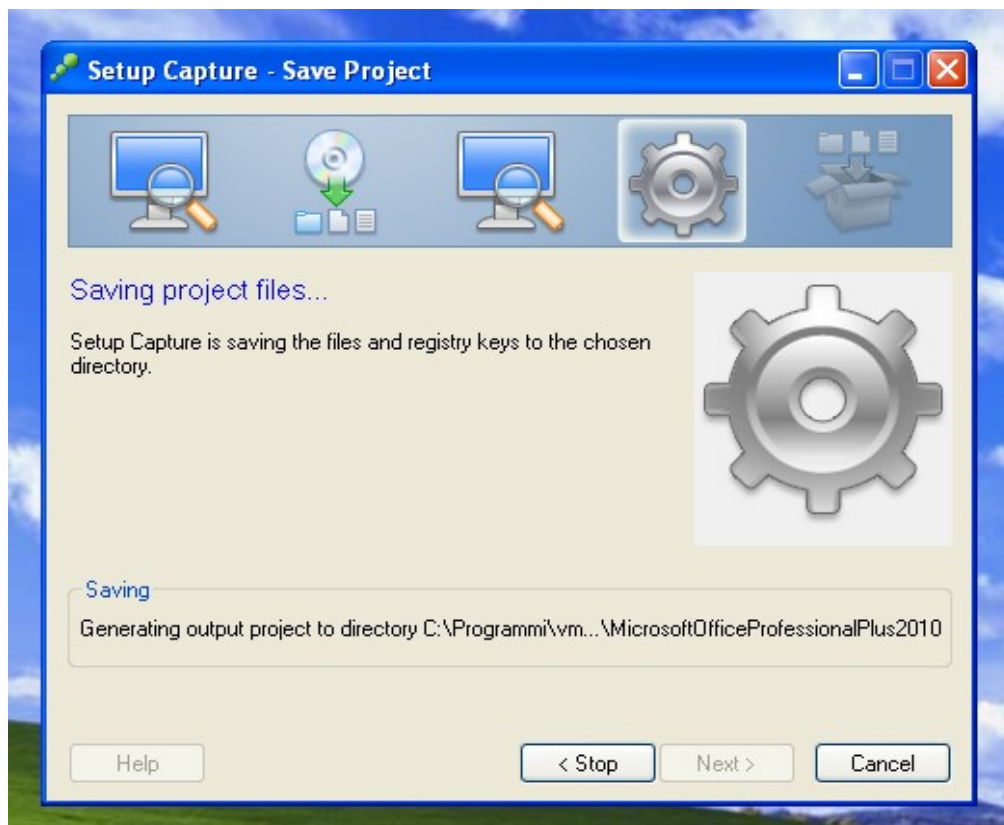 Setup Capture - Save Project
Saving project files...
Setup Capture is saving the files and registry keys to the chosen
directory.
Saving
Generating output project to directory C:\Programmi\vm...\MicrosoftOfficeProfessionalPlus2010
Help
< Stop
Next >
Cancel